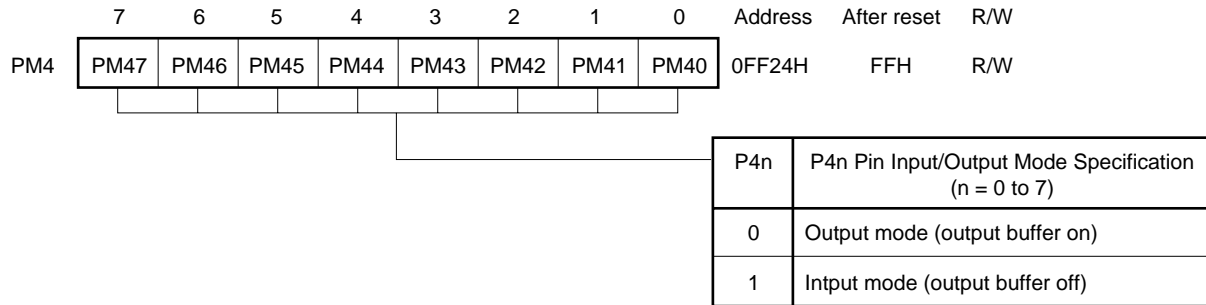 7 6 5 4 3 2 1 0 Address After reset R/W
PM4 PM47 PM46 PM45 PM44 PM43 PM42 PM41 PM40 0FF24H FFH R/W
P4n P4n Pin Input/Output Mode Specification
(n = 0 to 7)
0 Output mode (output buffer on)
1 Intput mode (output buffer off)